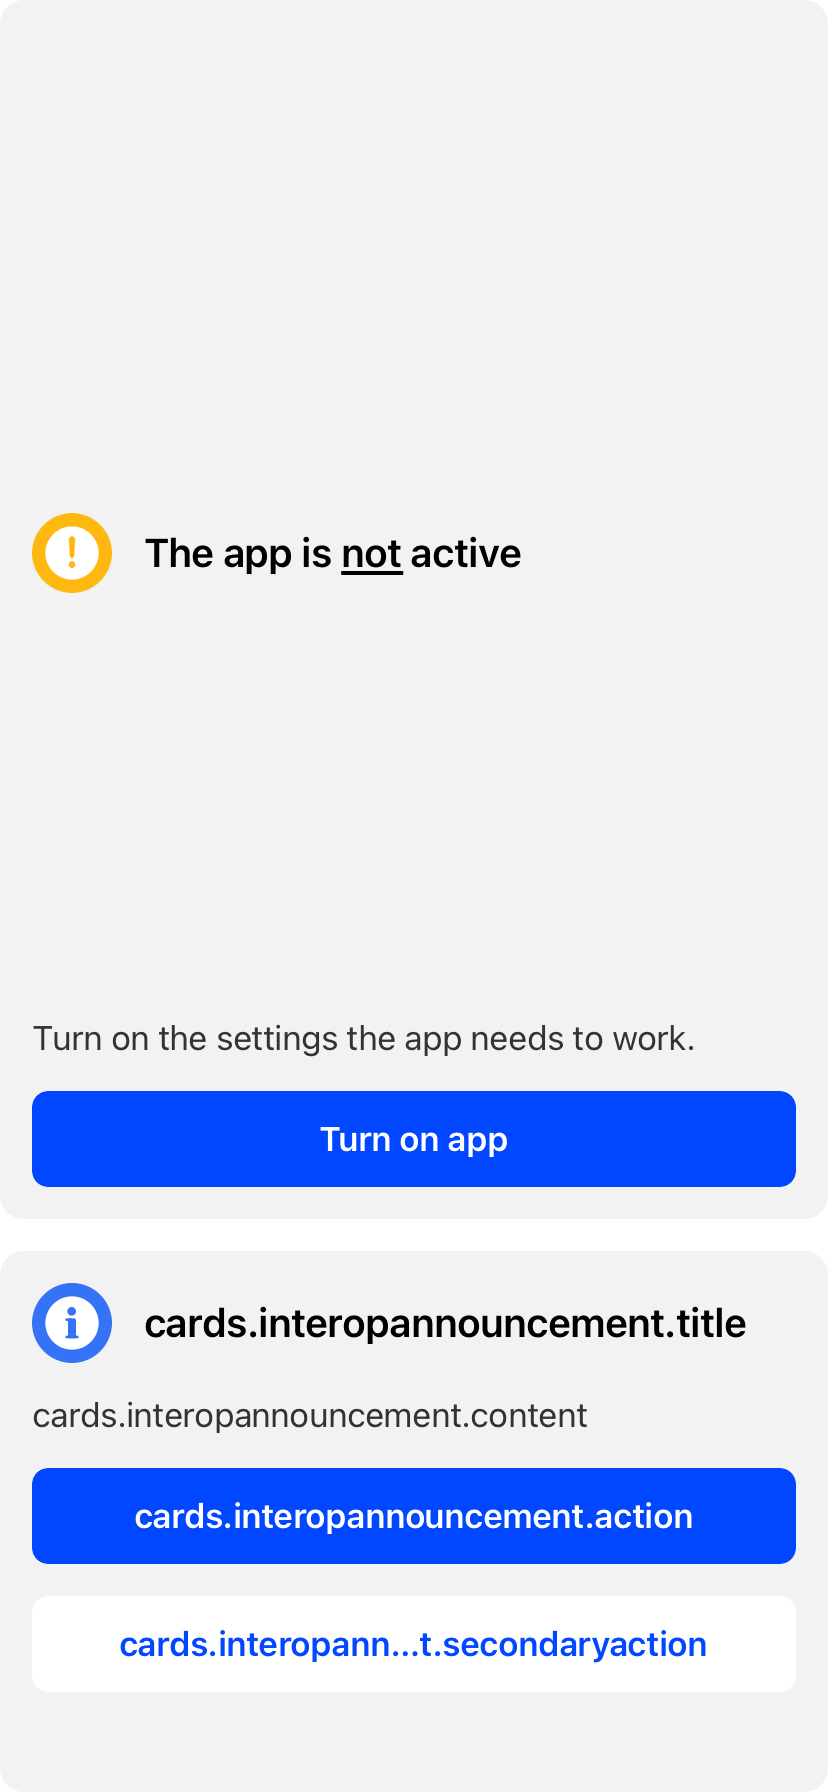 The app is not active
Turn on the settings the app needs to work.
Turn on app
cards.interopannouncement.title
cards.interopannouncement.content
cards.interopannouncement.action
cards.interopann...t.secondaryaction